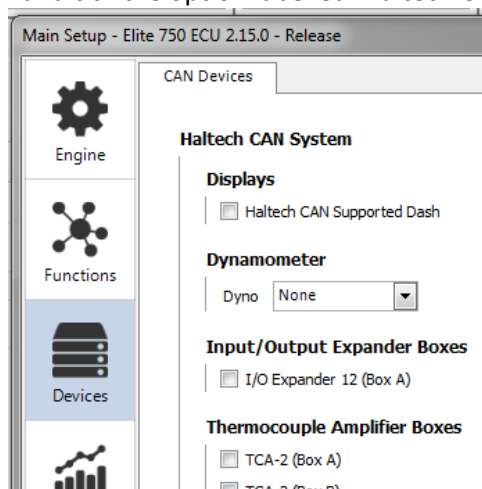 Main Setup - Elite 750 ECU 2.15.0 - Release
CAN Devices
Engine
Functions
Devices
Haltech CAN System
Displays
Haltech CAN Supported Dash
Dynamometer
Dyno None
Input/Output Expander Boxes
I/O Expander 12 (Box A)
Thermocouple Amplifier Boxes
TCA-2 (Box A)